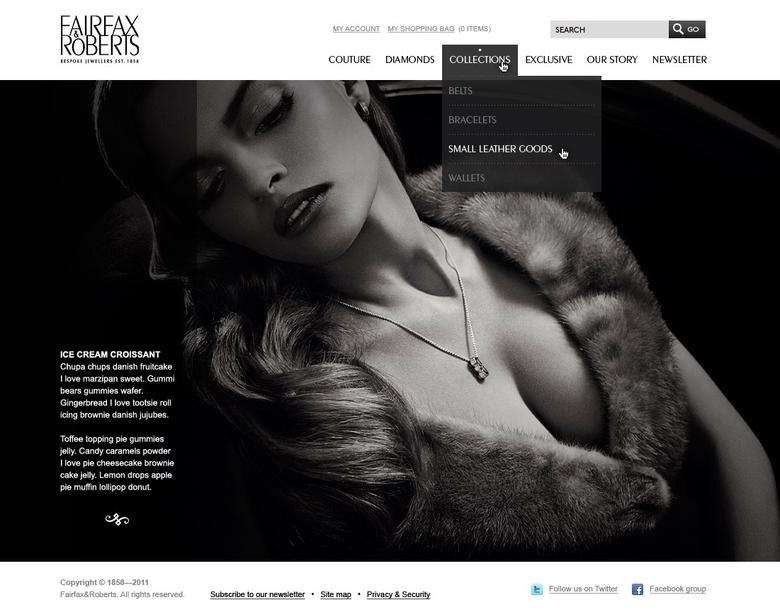 FAIRFAX
& ROBERTS
BESPOKE JEWELLERS EST. 1858
MY ACCOUNT MY SHOPPING BAG (0 ITEMS)
SEARCH GO
COUTURE DIAMONDS COLLECTIONS EXCLUSIVE OUR STORY NEWSLETTER
BELTS
BRACELETS
SMALL LEATHER GOODS
WALLETS
ICE CREAM CROISSANT
Chupa chups danish fruitcake
I love marzipan sweet. Gummi
bears gummies wafer.
Gingerbread I love tootsie roll
icing brownie danish jujubes.
Toffee topping pie gummies
jelly. Candy caramels powder
I love pie cheesecake brownie
cake jelly. Lemon drops apple
pie muffin lollipop donut.
Copyright © 1858—2011
Fairfax&Roberts. All rights reserved.
Subscribe to our newsletter • Site map • Privacy & Security
Follow us on Twitter Facebook group